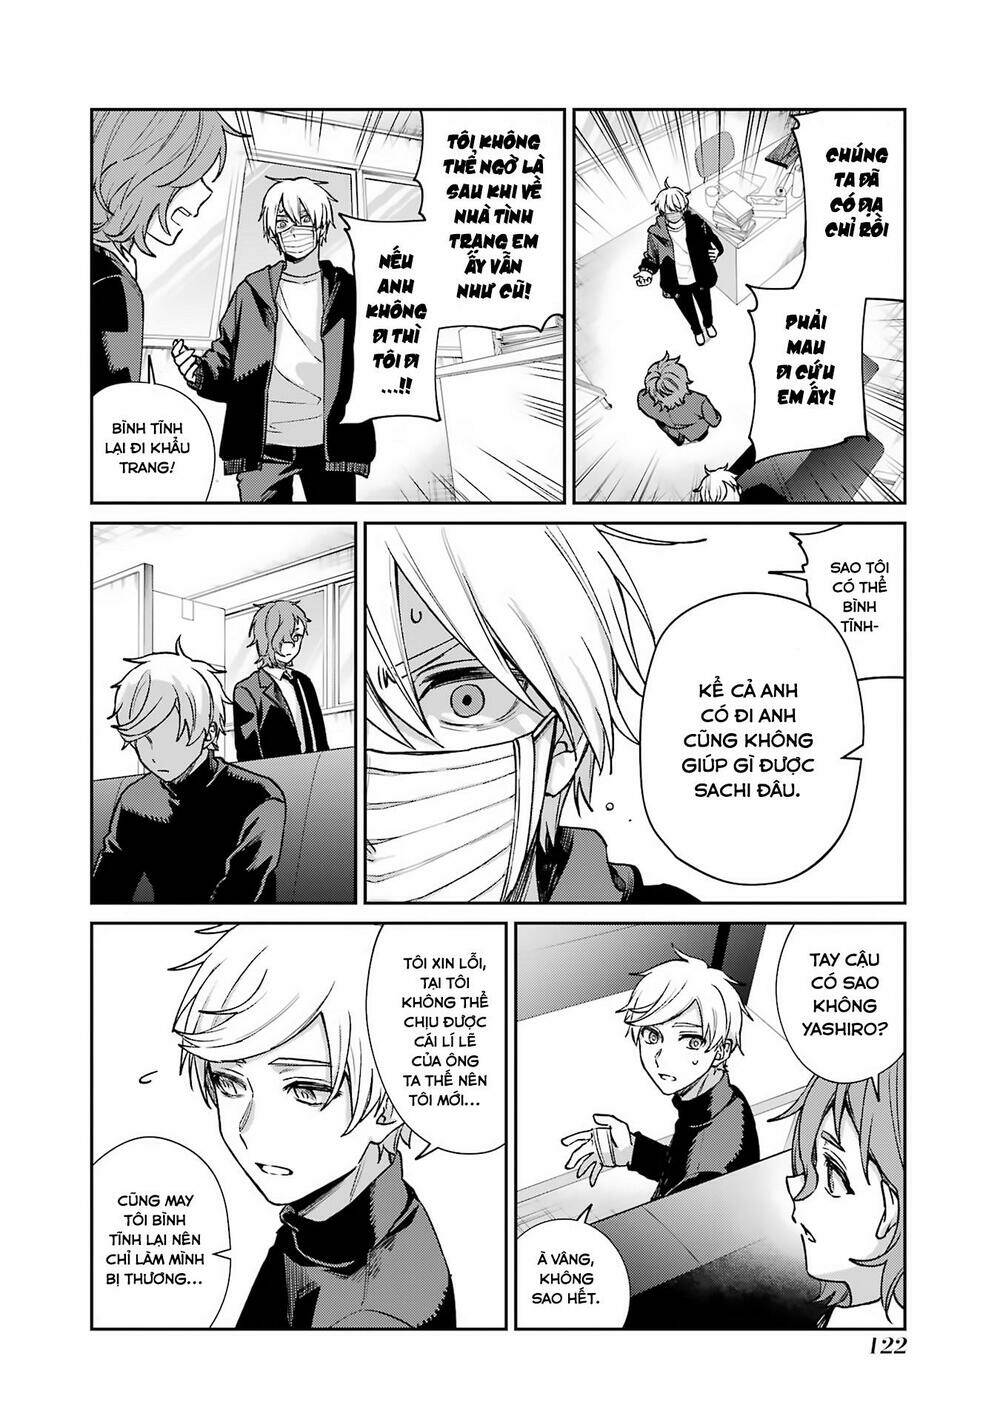 CHÚNG
TA ĐÃ
CÓ ĐỊA
CHỈ RỒI
PHẢI
MAU
ĐI CỨU
EM ẤY!
TÔI KHÔNG
THỂ NGỜ LÀ
SAU KHI VỀ
NHÀ TÌNH
TRẠNG EM
ẤY VẪN
NHƯ CŨ!
NẾU
ANH
KHÔNG
ĐI THÌ
TÔI ĐI
...!!
BÌNH TĨNH
LẠI ĐI KHẨU
TRANG!
SAO TÔI
CÓ THỂ
BÌNH
TĨNH-
KỂ CẢ ANH
CÓ ĐI ANH
CŨNG KHÔNG
GIÚP GÌ ĐƯỢC
SACHI ĐÂU.
TAY CẬU
CÓ SAO
KHÔNG
YASHIRO?
À VÂNG,
KHÔNG
SAO HẾT.
TÔI XIN LỖI,
TẠI TÔI
KHÔNG THỂ
CHỊU ĐƯỢC
CÁI LÍ LẼ
CỦA ÔNG
TA THẾ NÊN
TÔI MỚI...
CŨNG MAY
TÔI BÌNH
TĨNH LẠI NÊN
CHỈ LÀM MÌNH
BỊ THƯƠNG...
122